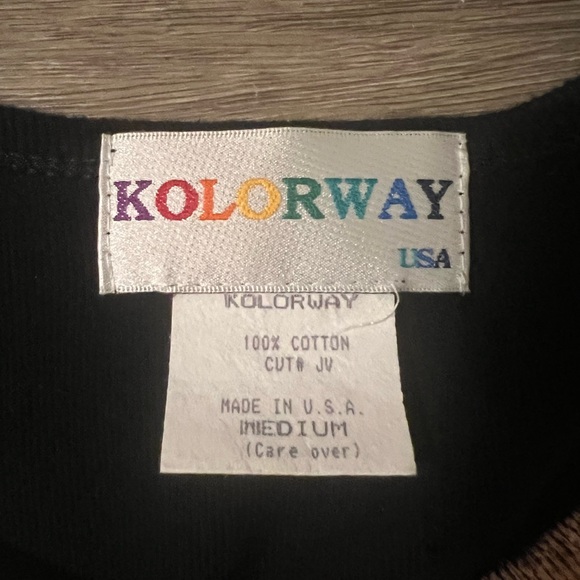 KOLORWAY
USA
KOLORWAY
100% COTTON
CUT# JV
MADE IN U.S.A.
MEDIUM
(Care over)